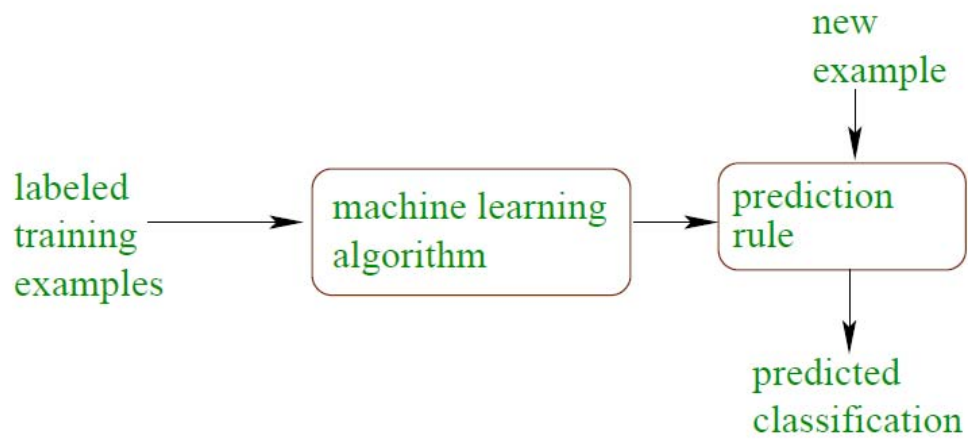 new
example
labeled
training
examples
machine learning
algorithm
prediction
rule
predicted
classification